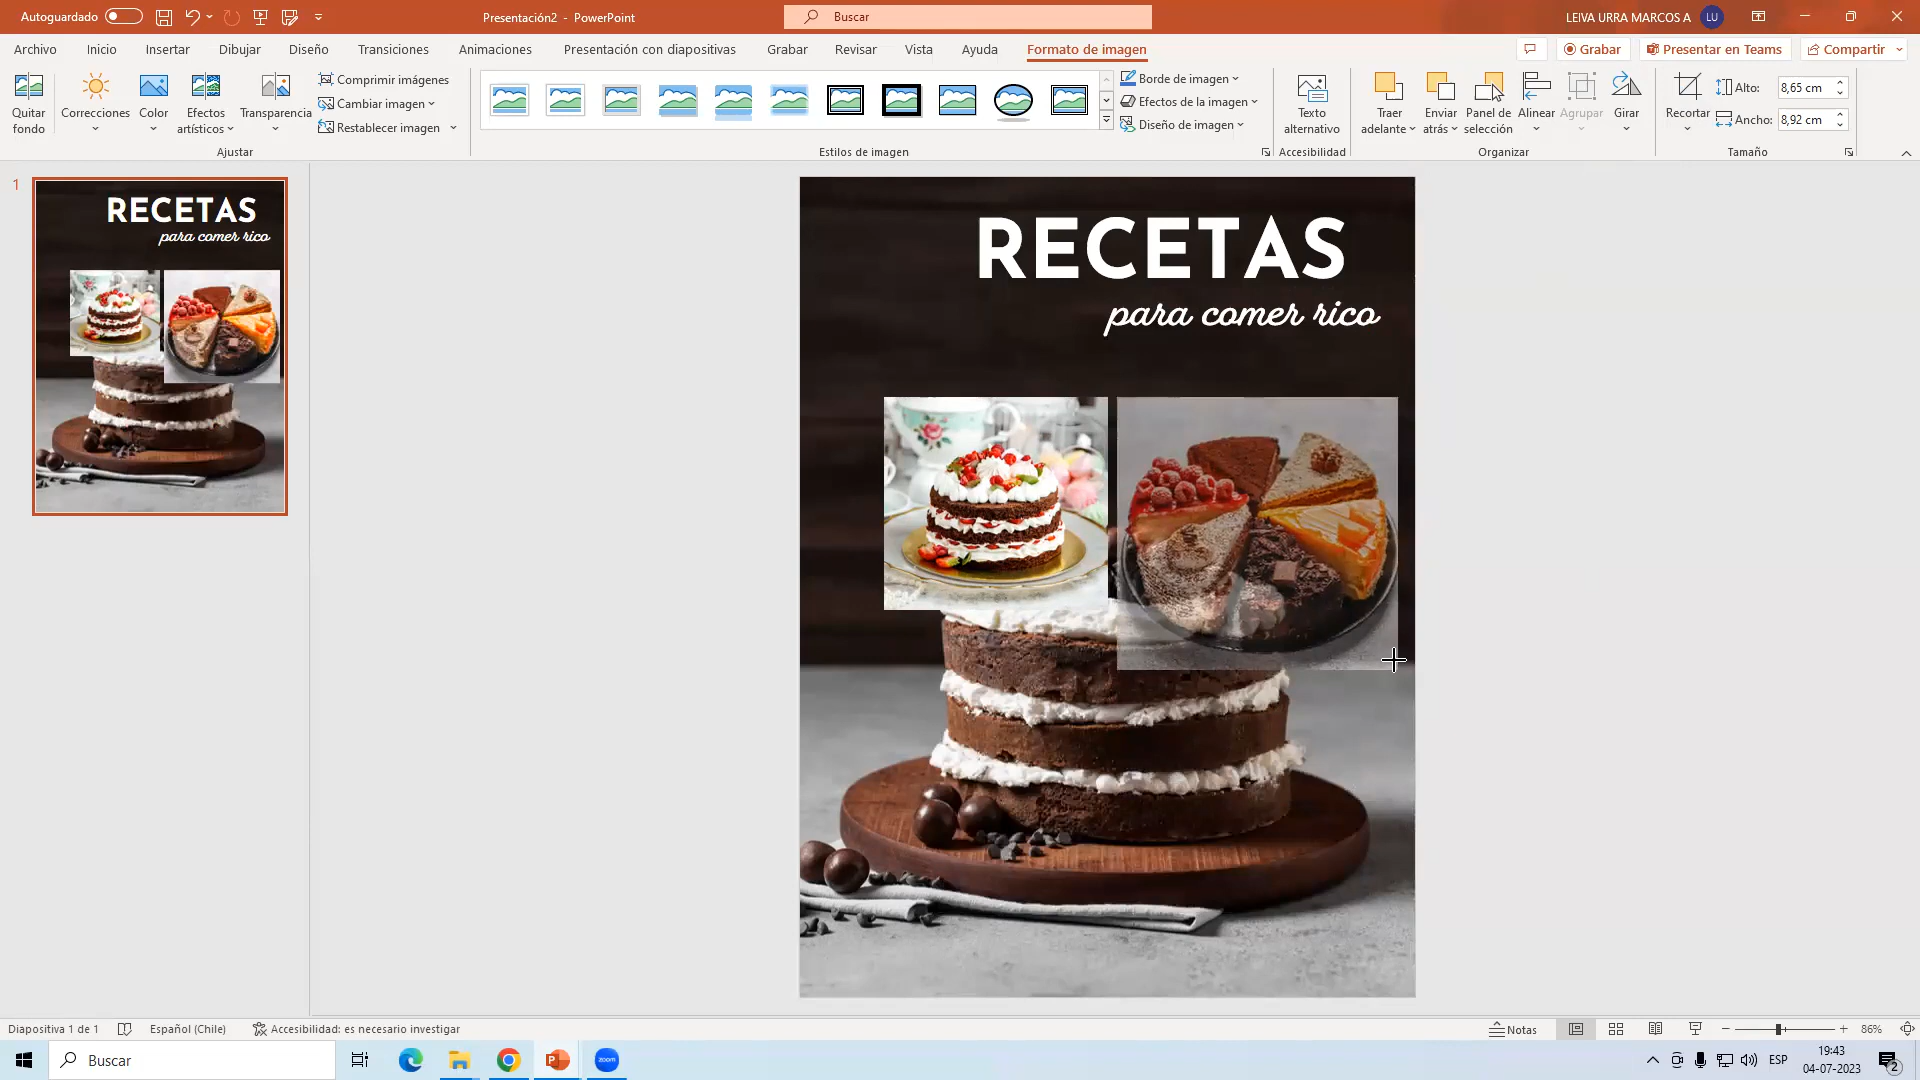 Autoguardado
Presentación2 - PowerPoint
Buscar
LEIVA URRA MARCOS A
LU
Archivo
Inicio
Insertar
Dibujar
Diseño
Transiciones
Animaciones
Presentación con diapositivas
Grabar
Revisar
Vista
Ayuda
Formato de imagen
Grabar
Presentar en Teams
Compartir
Quitar fondo
Correcciones
Color
Efectos artísticos
Transparencia
Comprimir imágenes
Cambiar imagen
Restablecer imagen
Ajustar
Estilos de imagen
Borde de imagen
Efectos de la imagen
Diseño de imagen
Texto alternativo
Accesibilidad
Traer adelante
Enviar atrás
Panel de selección
Alinear
Agrupar
Girar
Organizar
Recortar
Alto: 8,65 cm
Ancho: 8,92 cm
Tamaño
1
RECETAS
para comer rico
RECETAS
para comer rico
Diapositiva 1 de 1
Español (Chile)
Accesibilidad: es necesario investigar
Notas
86%
Buscar
zoom
ESP
19:43
04-07-2023
2